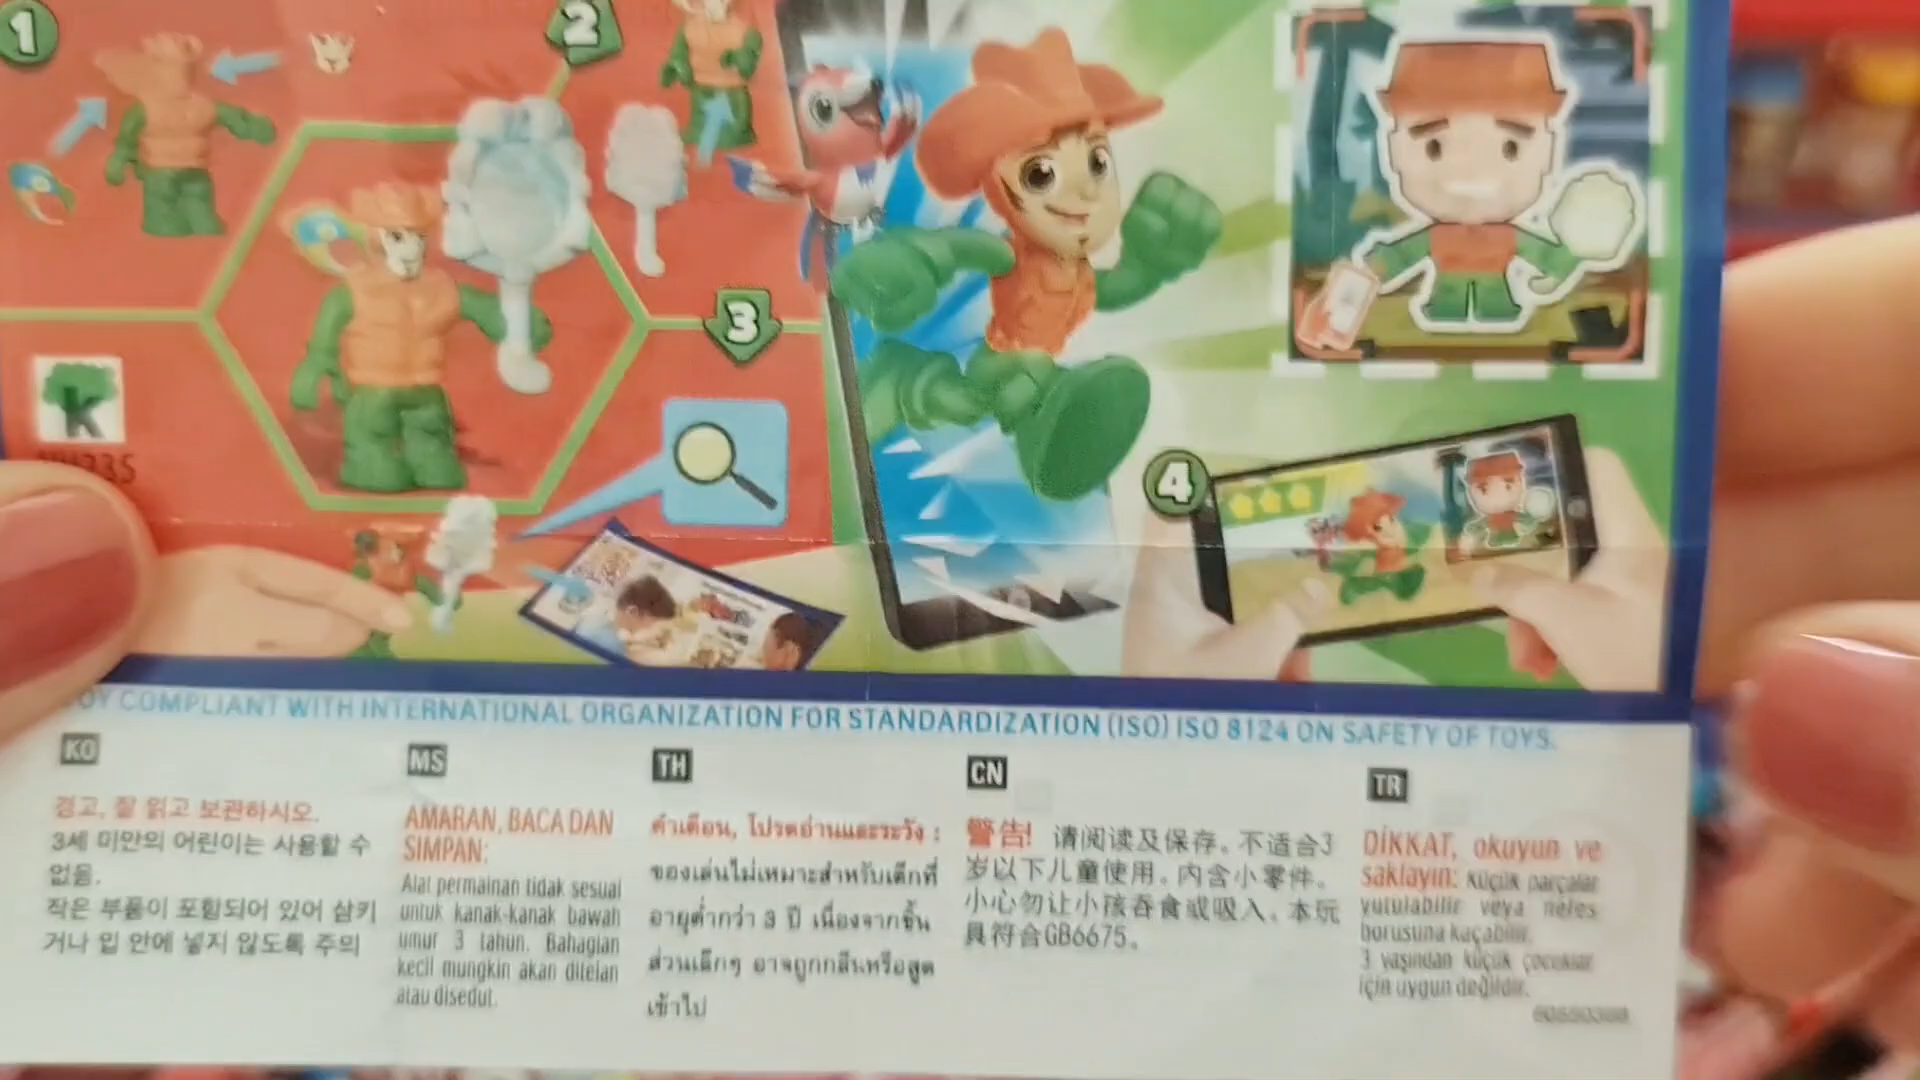 1
2
3
4
K
TOY COMPLIANT WITH INTERNATIONAL ORGANIZATION FOR STANDARDIZATION (ISO) ISO 8124 ON SAFETY OF TOYS.
KO
경고, 잘 읽고 보관하시오.
3세 미만의 어린이는 사용할 수
없음.
작은 부품이 포함되어 있어 삼키
거나 입 안에 넣지 않도록 주의
MS
AMARAN, BACA DAN
SIMPAN:
Alat permainan tidak sesuai
untuk kanak-kanak bawah
umur 3 tahun. Bahagian
kecil mungkin akan ditelan
atau disedut.
TH
คำเตือน, โปรดอ่านและระวัง :
ของเล่นไม่เหมาะสำหรับเด็กที่
อายุต่ำกว่า 3 ปี เนื่องจากชิ้น
ส่วนเล็กๆ อาจถูกกลืนหรือสูด
เข้าไป
CN
警告! 请阅读及保存。不适合3
岁以下儿童使用。内含小零件。
小心勿让小孩吞食或吸入。本玩
具符合GB6675。
TR
DİKKAT, okuyun ve
saklayın: Küçük parçalar
yutulabilir veya nefes
borusuna kaçabilir.
3 yaşından küçük çocuklar
için uygun değildir.